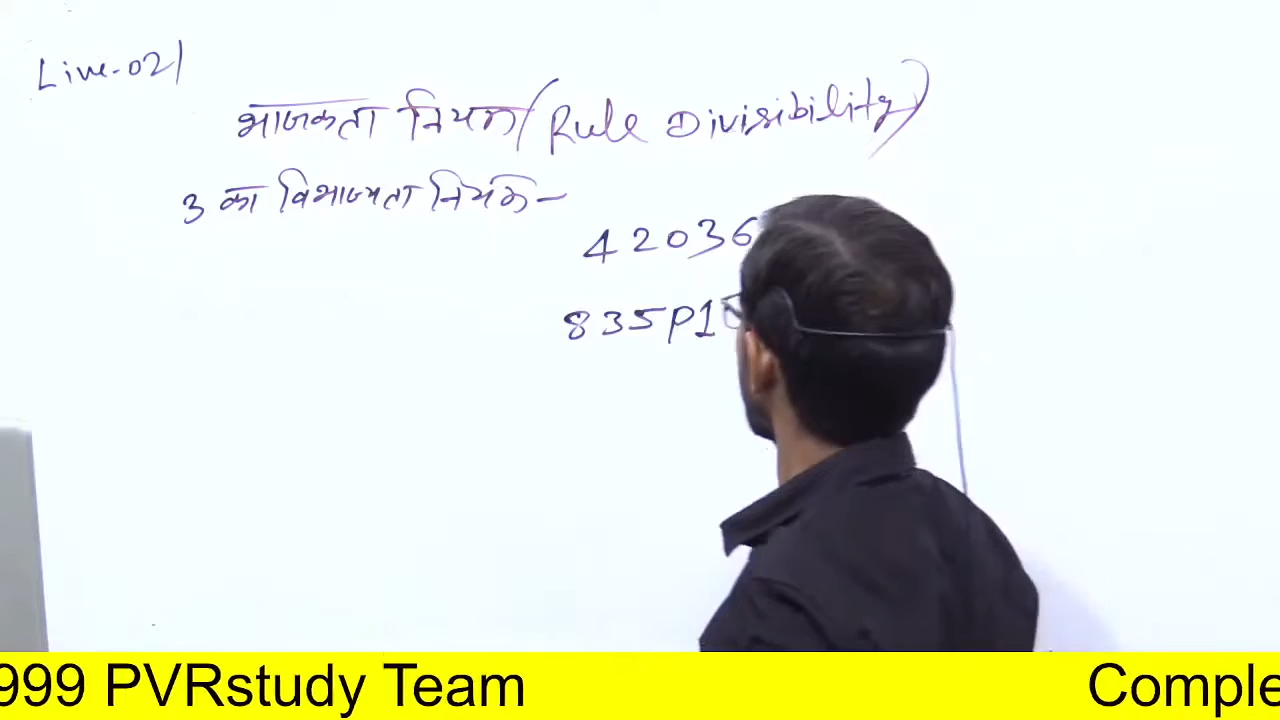 Live-021
भाजकता नियम (Rule Divisibility)
3 का विभाज्यता नियम -
42036
835P1
999 PVRstudy Team
Comple